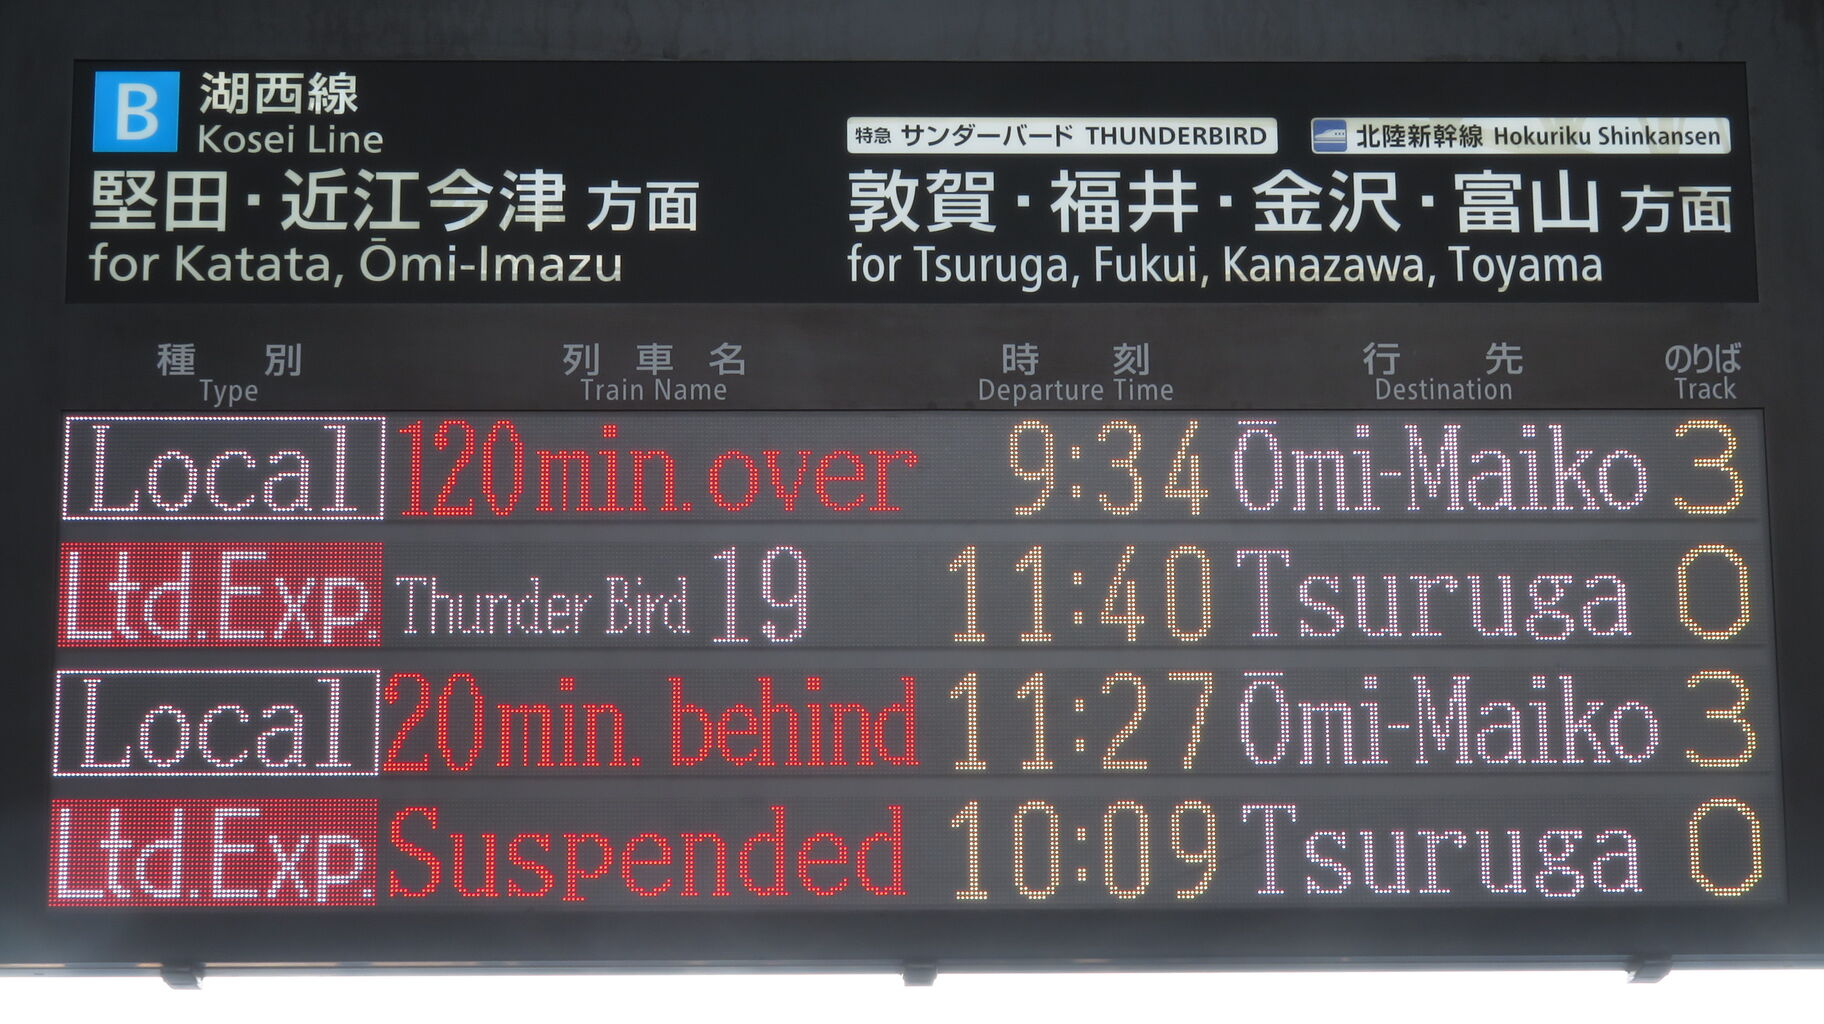 B 湖西線
Kosei Line
堅田・近江今津 方面
for Katata, Ōmi-Imazu
特急 サンダーバード THUNDERBIRD 北陸新幹線 Hokuriku Shinkansen
敦賀・福井・金沢・富山 方面
for Tsuruga, Fukui, Kanazawa, Toyama
種別 列車名 時刻 行先 のりば
Type Train Name Departure Time Destination Track
Local 120min.over 9:34 Ōmi-Maiko 3
Ltd.Exp. Thunder Bird 19 11:40 Tsuruga 0
Local 20min. behind 11:27 Ōmi-Maiko 3
Ltd.Exp. Suspended 10:09 Tsuruga 0